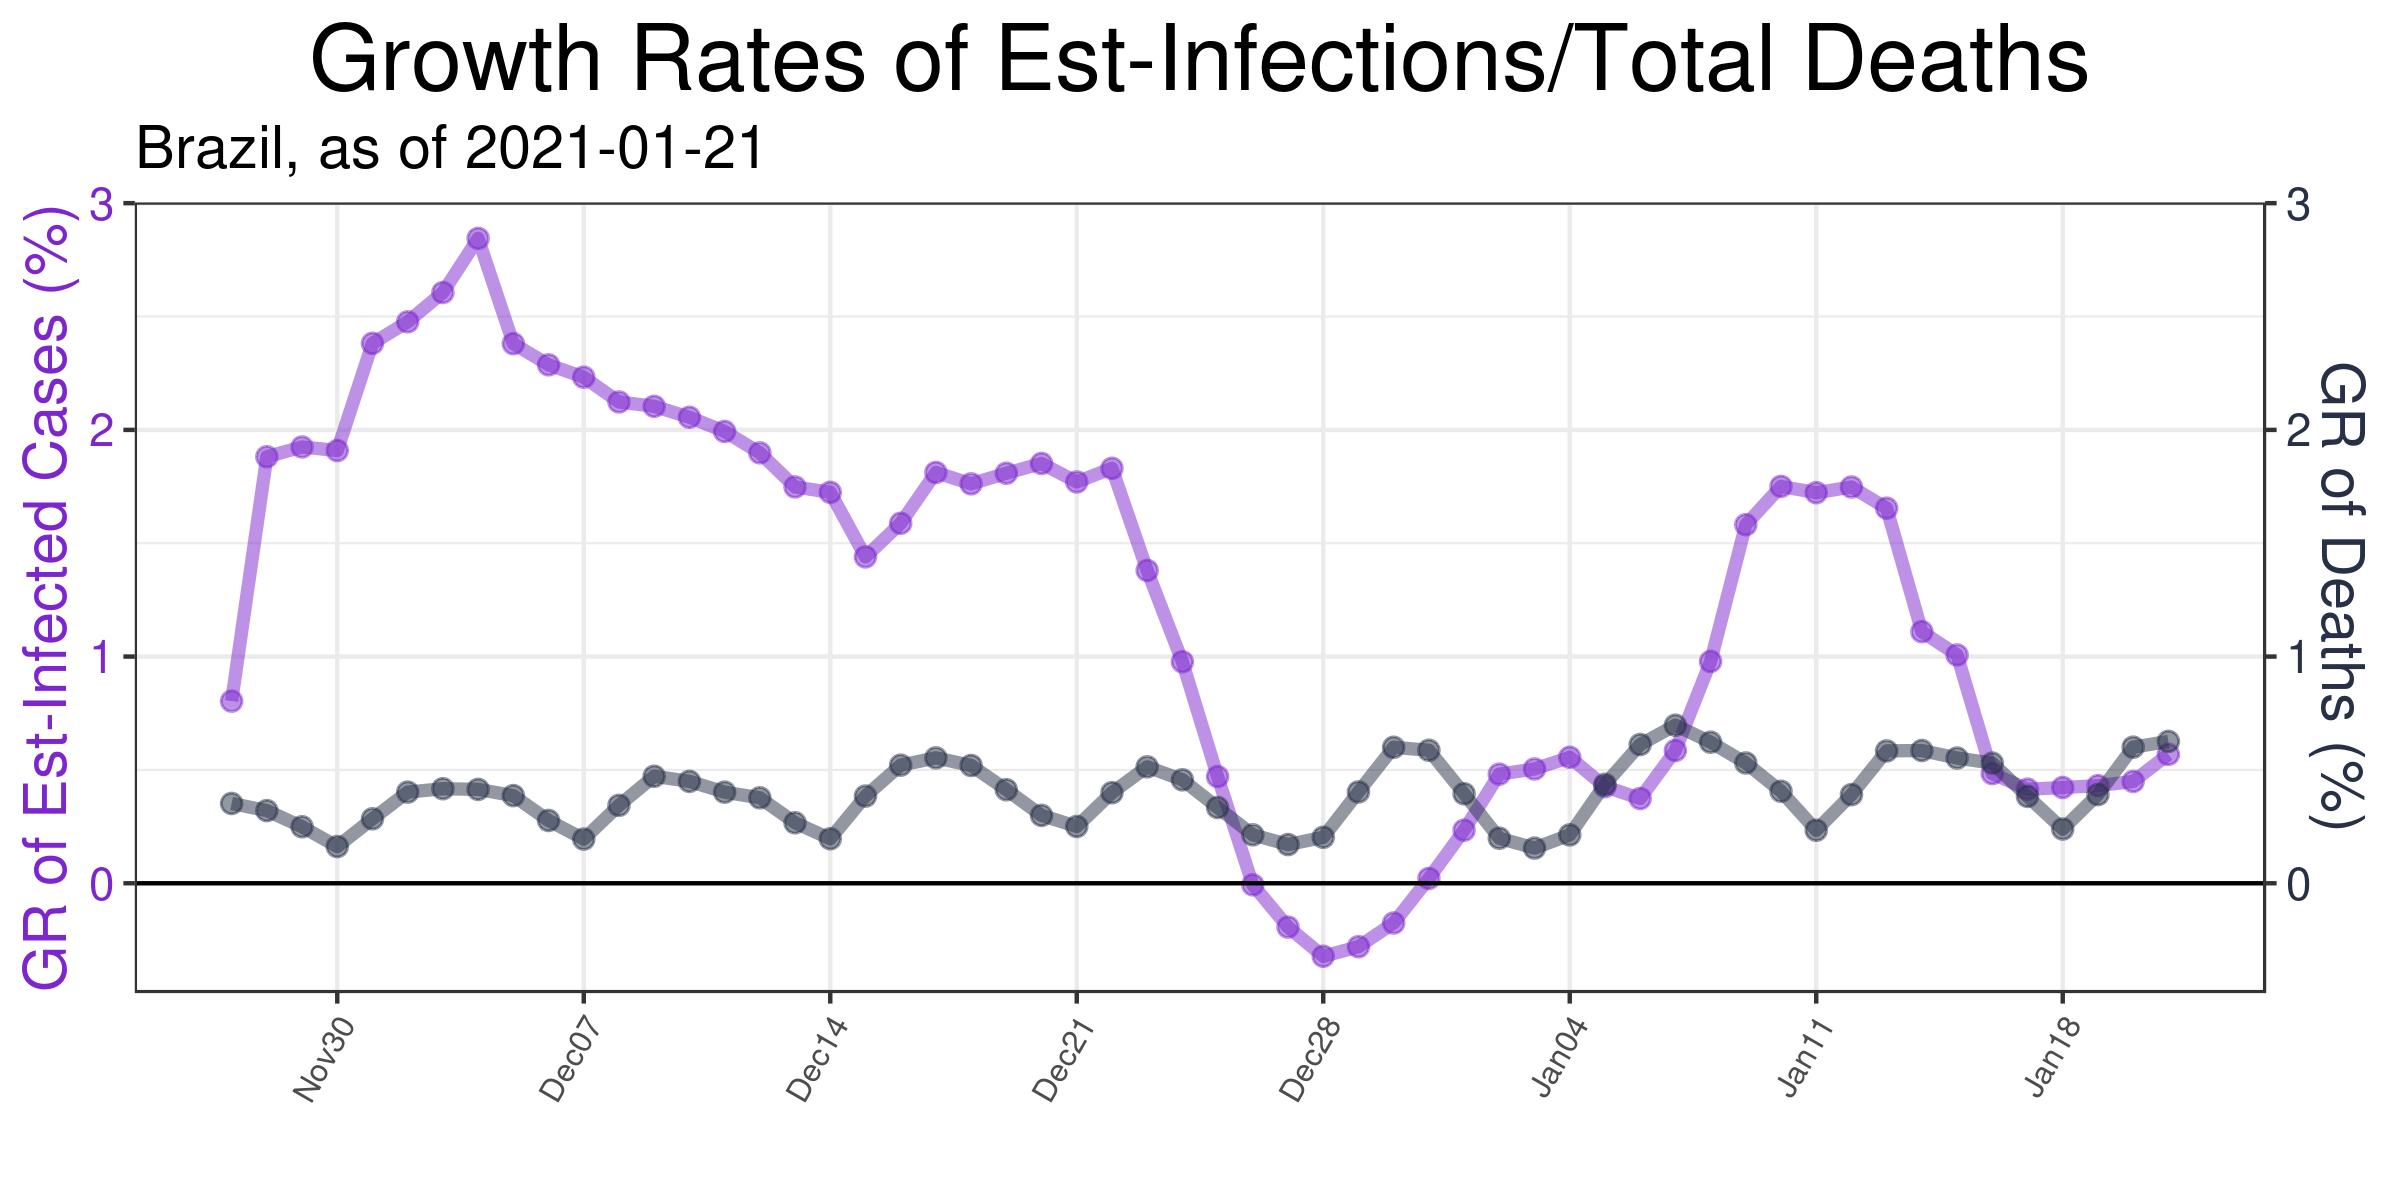 Growth Rates of Est-Infections/Total Deaths
Brazil, as of 2021-01-21
GR of Est-Infected Cases (%)
3
2
1
0
3
2
1
0
GR of Deaths (%)
Nov30
Dec07
Dec14
Dec21
Dec28
Jan04
Jan11
Jan18